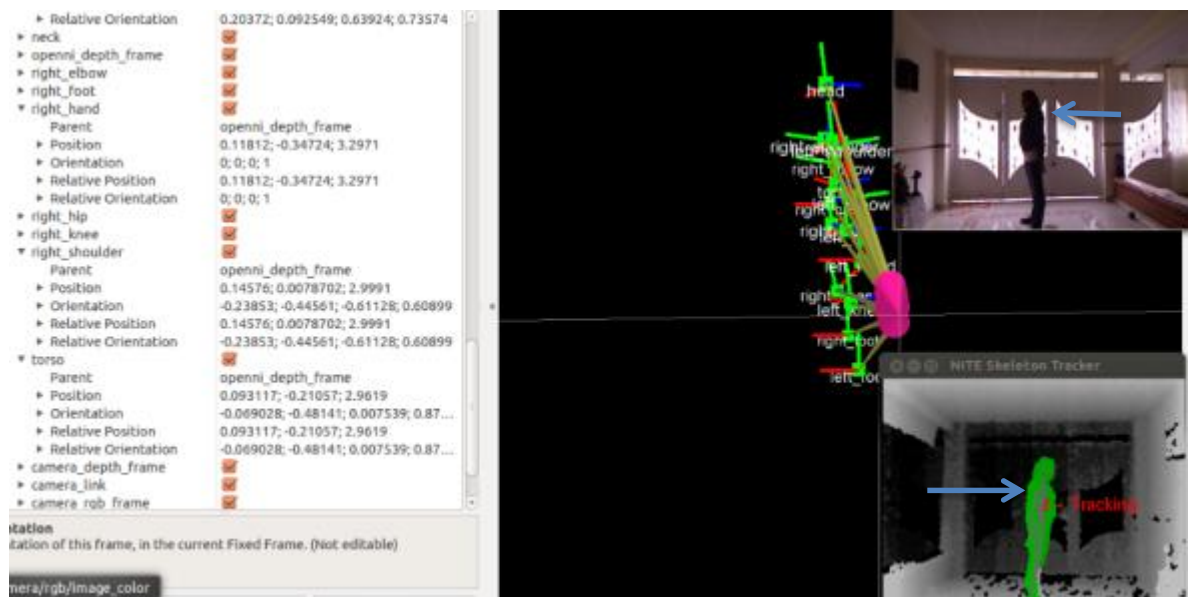 Relative Orientation 0.20372; 0.092549; 0.63924; 0.73574
neck
openni_depth_frame
right_elbow
right_foot
right_hand
Parent openni_depth_frame
Position 0.11812; -0.34724; 3.2971
Orientation 0; 0; 0; 1
Relative Position 0.11812; -0.34724; 3.2971
Relative Orientation 0; 0; 0; 1
right_hip
right_knee
right_shoulder
Parent openni_depth_frame
Position 0.14576; 0.0078702; 2.9991
Orientation -0.23853; -0.44561; -0.61128; 0.60899
Relative Position 0.14576; 0.0078702; 2.9991
Relative Orientation -0.23853; -0.44561; -0.61128; 0.60899
torso
Parent openni_depth_frame
Position 0.093117; -0.21057; 2.9619
Orientation -0.069028; -0.48141; 0.007539; 0.87...
Relative Position 0.093117; -0.21057; 2.9619
Relative Orientation -0.069028; -0.48141; 0.007539; 0.87...
camera_depth_frame
camera_link
camera_rgb_frame
ntation
tation of this frame, in the current Fixed Frame. (Not editable)
mera/rgb/image_color
head
right_foot
NITE Skeleton Tracker
Tracking